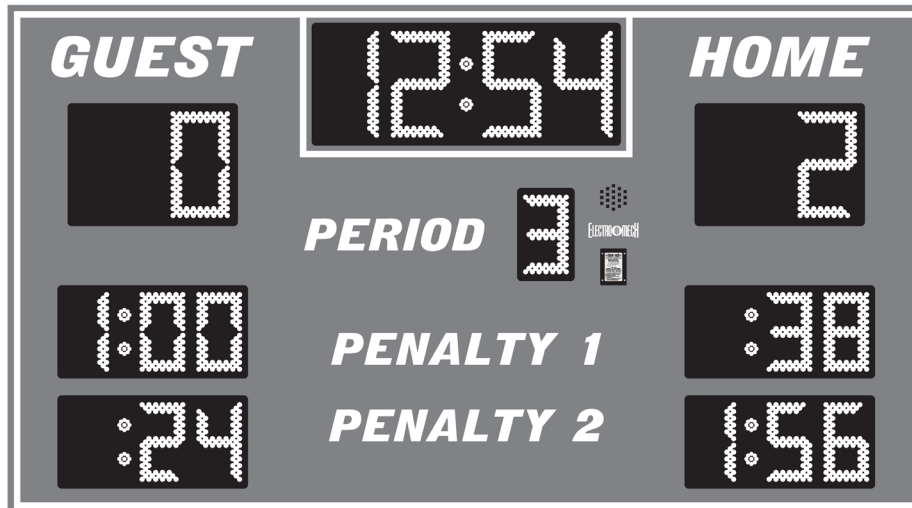 GUEST
12:54
HOME
0
2
PERIOD 3
ELECTRO-MECH
1:00
PENALTY 1
:38
:24
PENALTY 2
1:56